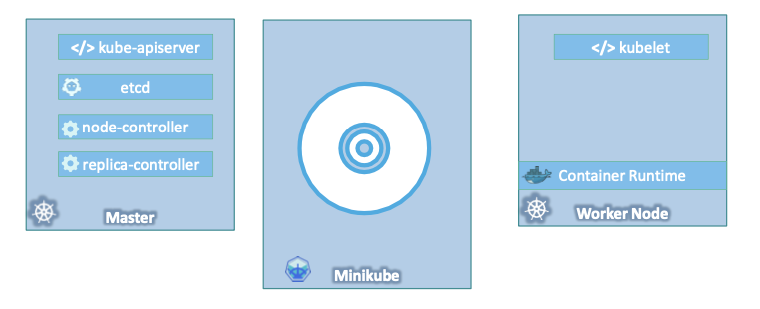 </> kube-apiserver
etcd
node-controller
replica-controller
Master
Minikube
</> kubelet
Container Runtime
Worker Node